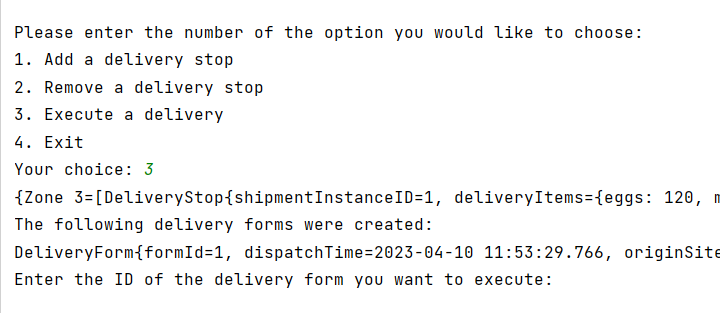 Please enter the number of the option you would like to choose:
1. Add a delivery stop
2. Remove a delivery stop
3. Execute a delivery
4. Exit
Your choice: 3
{Zone 3=[DeliveryStop{shipmentInstanceID=1, deliveryItems={eggs: 120,
The following delivery forms were created:
DeliveryForm{formId=1, dispatchTime=2023-04-10 11:53:29.766, originSite
Enter the ID of the delivery form you want to execute: